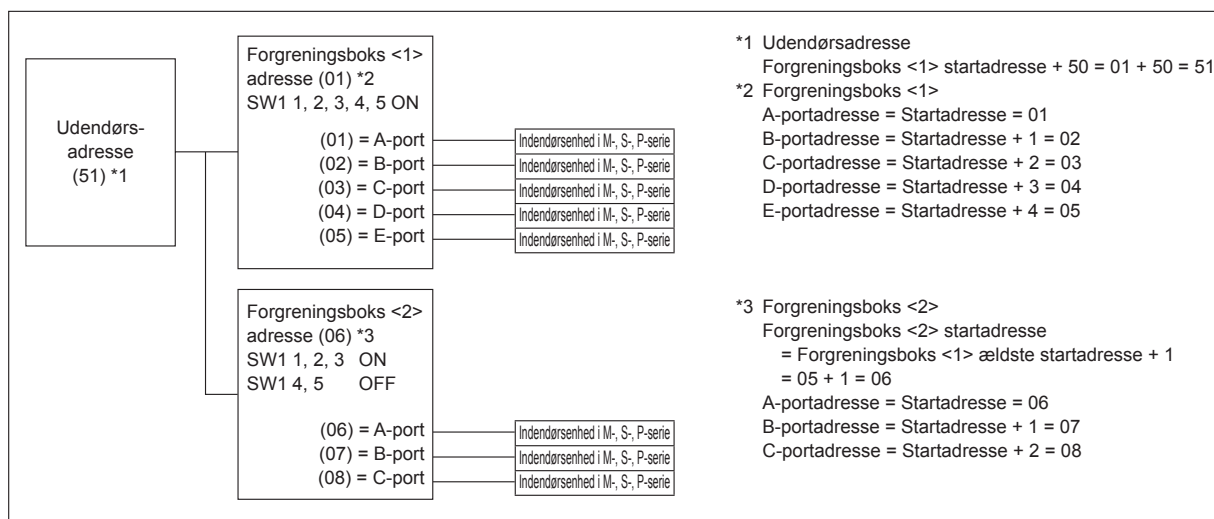 Udendørs-
adresse
(51) *1
Forgreningsboks <1>
adresse (01) *2
SW1 1, 2, 3, 4, 5 ON
(01) = A-port
(02) = B-port
(03) = C-port
(04) = D-port
(05) = E-port
Indendørsenhed i M-, S-, P-serie
Indendørsenhed i M-, S-, P-serie
Indendørsenhed i M-, S-, P-serie
Indendørsenhed i M-, S-, P-serie
Indendørsenhed i M-, S-, P-serie
Forgreningsboks <2>
adresse (06) *3
SW1 1, 2, 3 ON
SW1 4, 5 OFF
(06) = A-port
(07) = B-port
(08) = C-port
Indendørsenhed i M-, S-, P-serie
Indendørsenhed i M-, S-, P-serie
Indendørsenhed i M-, S-, P-serie
*1 Udendørsadresse
Forgreningsboks <1> startadresse + 50 = 01 + 50 = 51
*2 Forgreningsboks <1>
A-portadresse = Startadresse = 01
B-portadresse = Startadresse + 1 = 02
C-portadresse = Startadresse + 2 = 03
D-portadresse = Startadresse + 3 = 04
E-portadresse = Startadresse + 4 = 05
*3 Forgreningsboks <2>
Forgreningsboks <2> startadresse
= Forgreningsboks <1> ældste startadresse + 1
= 05 + 1 = 06
A-portadresse = Startadresse = 06
B-portadresse = Startadresse + 1 = 07
C-portadresse = Startadresse + 2 = 08